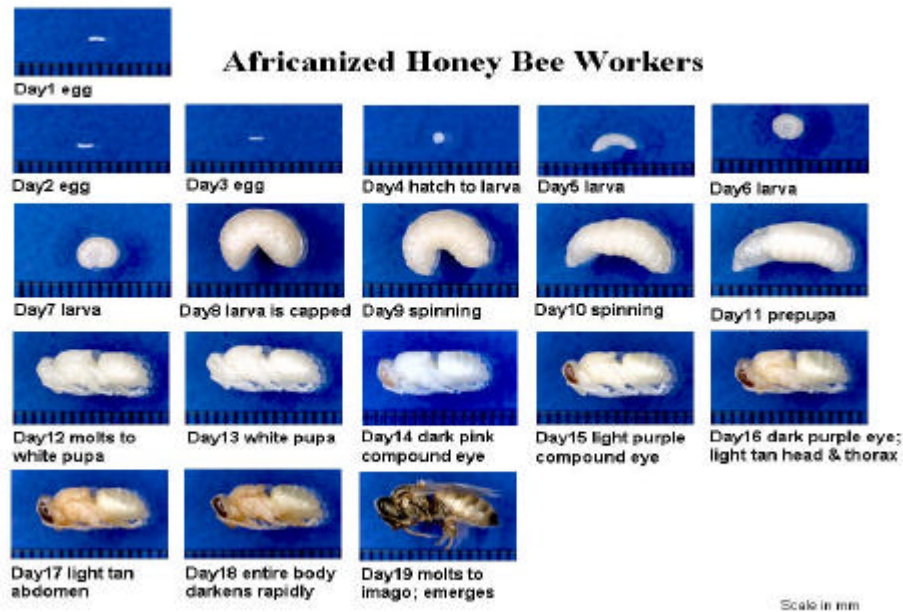 Africanized Honey Bee Workers
Day1 egg
Day2 egg
Day3 egg
Day4 hatch to larva
Day5 larva
Day6 larva
Day7 larva
Day8 larva is capped
Day9 spinning
Day10 spinning
Day11 prepupa
Day12 molts to
white pupa
Day13 white pupa
Day14 dark pink
compound eye
Day15 light purple
compound eye
Day16 dark purple eye;
light tan head & thorax
Day17 light tan
abdomen
Day18 entire body
darkens rapidly
Day19 molts to
imago; emerges
Scale in mm